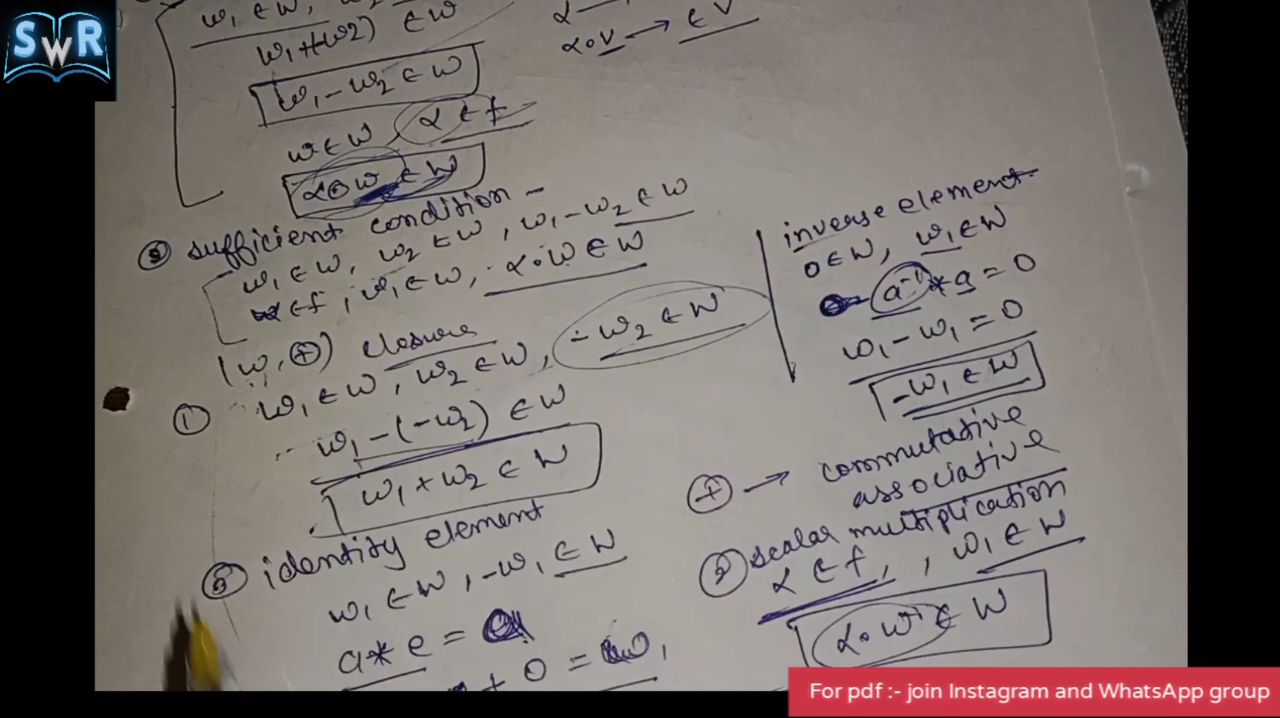 SWR
w₁ ∈ W,
w₁+(-w₂) ∈ W
w₁ - w₂ ∈ W
w ∈ W, α ∈ f
α⊙w ∈ W
α
α∘v → ∈ V
② sufficient condition -
w₁ ∈ W, w₂ ∈ W, w₁ - w₂ ∈ W
∈ f, w₁ ∈ W, α∘W ∈ W
(W, ⊕) closure
① w₁ ∈ W, w₂ ∈ W, -w₂ ∈ W
w₁ - (-w₂) ∈ W
w₁ + w₂ ∈ W
identity element
w₁ ∈ W, -w₁ ∈ W
a * e =
+ 0 = w₁
inverse element
0 ∈ W, w₁ ∈ W
a⁻¹ * a = 0
w₁ - w₁ = 0
-w₁ ∈ W
⊕ → commutative
associative
② scalar multiplication
α ∈ f, , w₁ ∈ W
α∘w₁ ∈ W
For pdf :- join Instagram and WhatsApp group